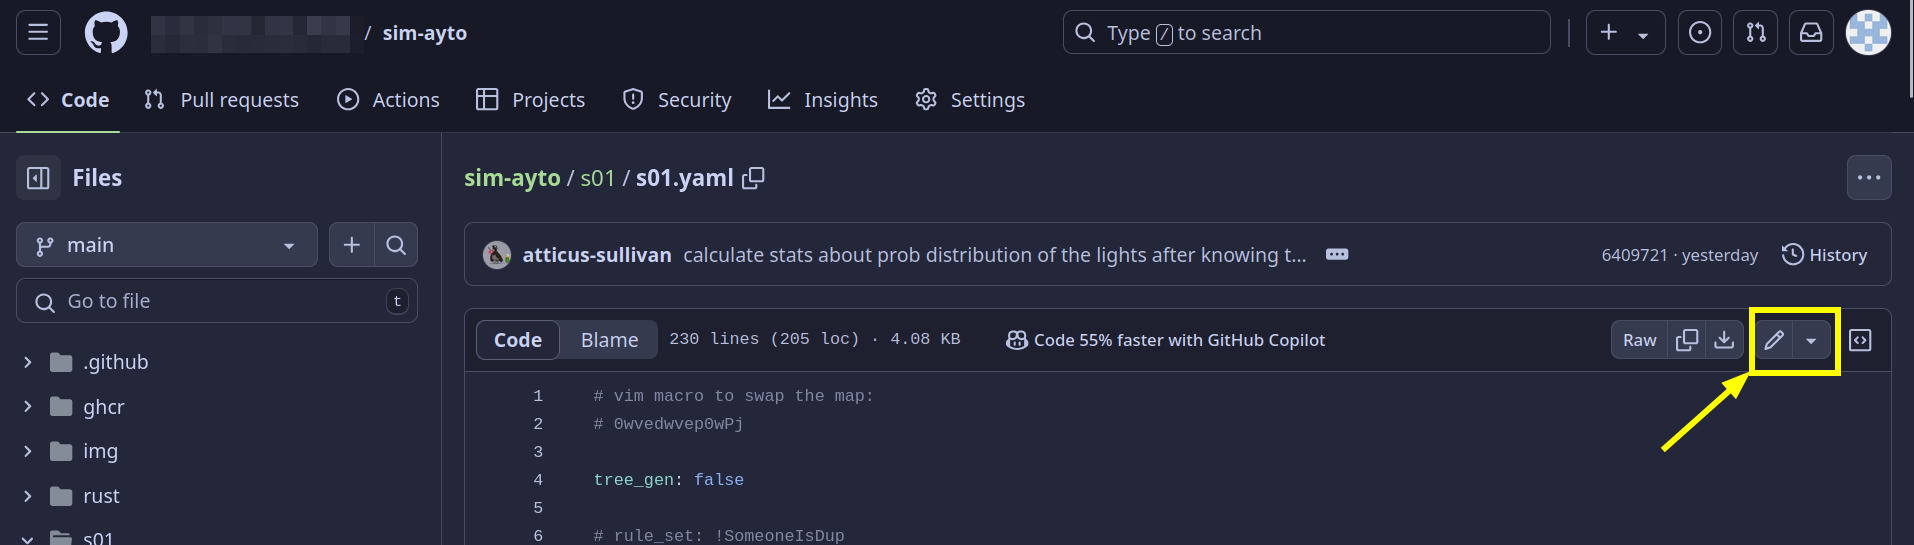 / sim-ayto
Type / to search
Code Pull requests Actions Projects Security Insights Settings
Files
main
Go to file t
.github
ghcr
img
rust
s01
sim-ayto / s01 / s01.yaml
atticus-sullivan calculate stats about prob distribution of the lights after knowing t...
6409721 · yesterday History
Code Blame 230 lines (205 loc) · 4.08 KB Code 55% faster with GitHub Copilot Raw
1 # vim macro to swap the map:
2 # 0wvedwvep0wPj
3
4 tree_gen: false
5
6 # rule_set: !SomeoneIsDup